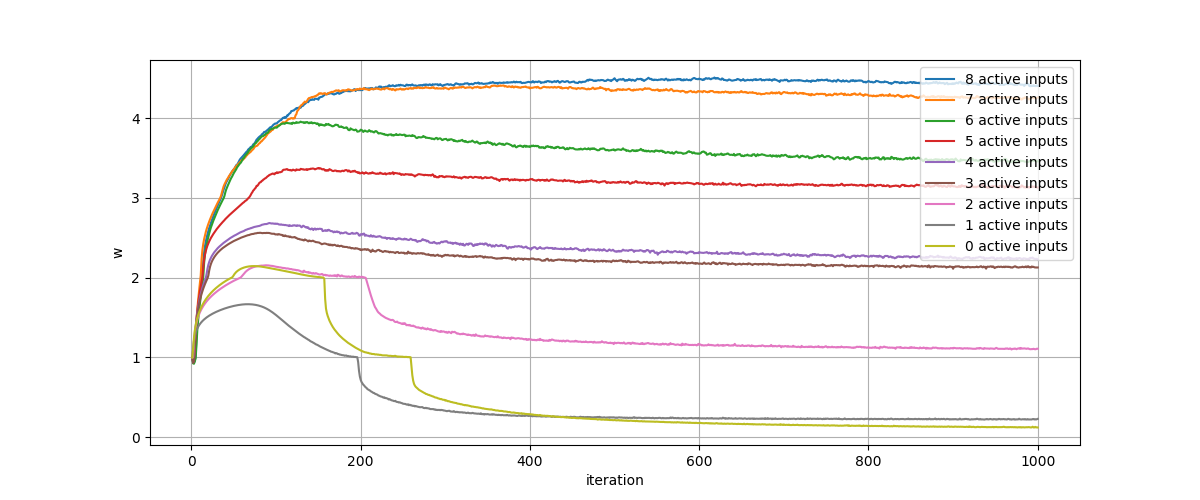 w
4
3
2
1
0
0
200
400
600
800
1000
iteration
8 active inputs
7 active inputs
6 active inputs
5 active inputs
4 active inputs
3 active inputs
2 active inputs
1 active inputs
0 active inputs